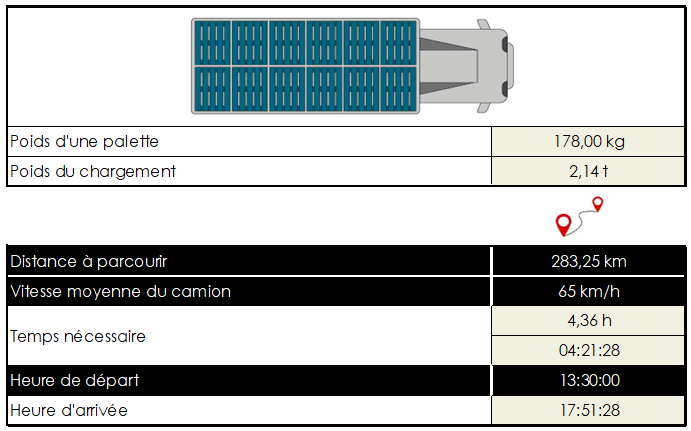 Poids d'une palette 178,00 kg
Poids du chargement 2,14 t
Distance à parcourir 283,25 km
Vitesse moyenne du camion 65 km/h
Temps nécessaire 4,36 h
04:21:28
Heure de départ 13:30:00
Heure d'arrivée 17:51:28